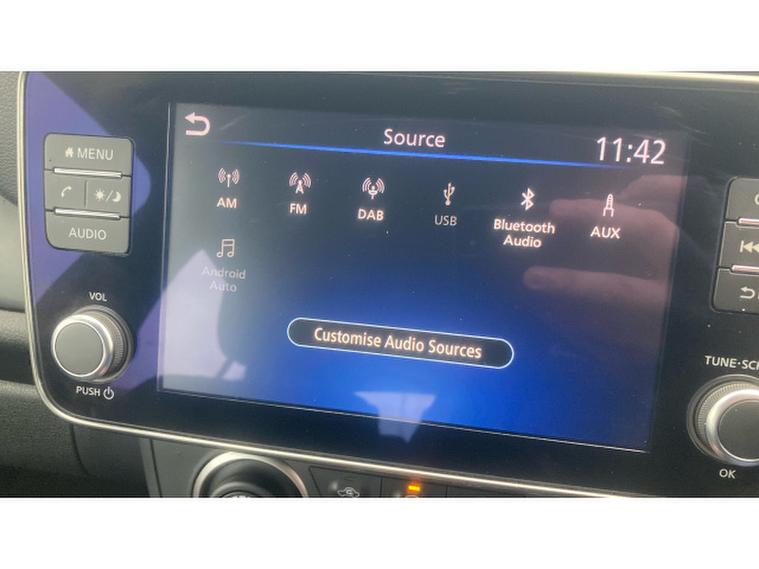 Source
11:42
MENU
AUDIO
VOL
PUSH
AM
FM
DAB
USB
Bluetooth
Audio
AUX
Android
Auto
Customise Audio Sources
TUNE·SC
OK